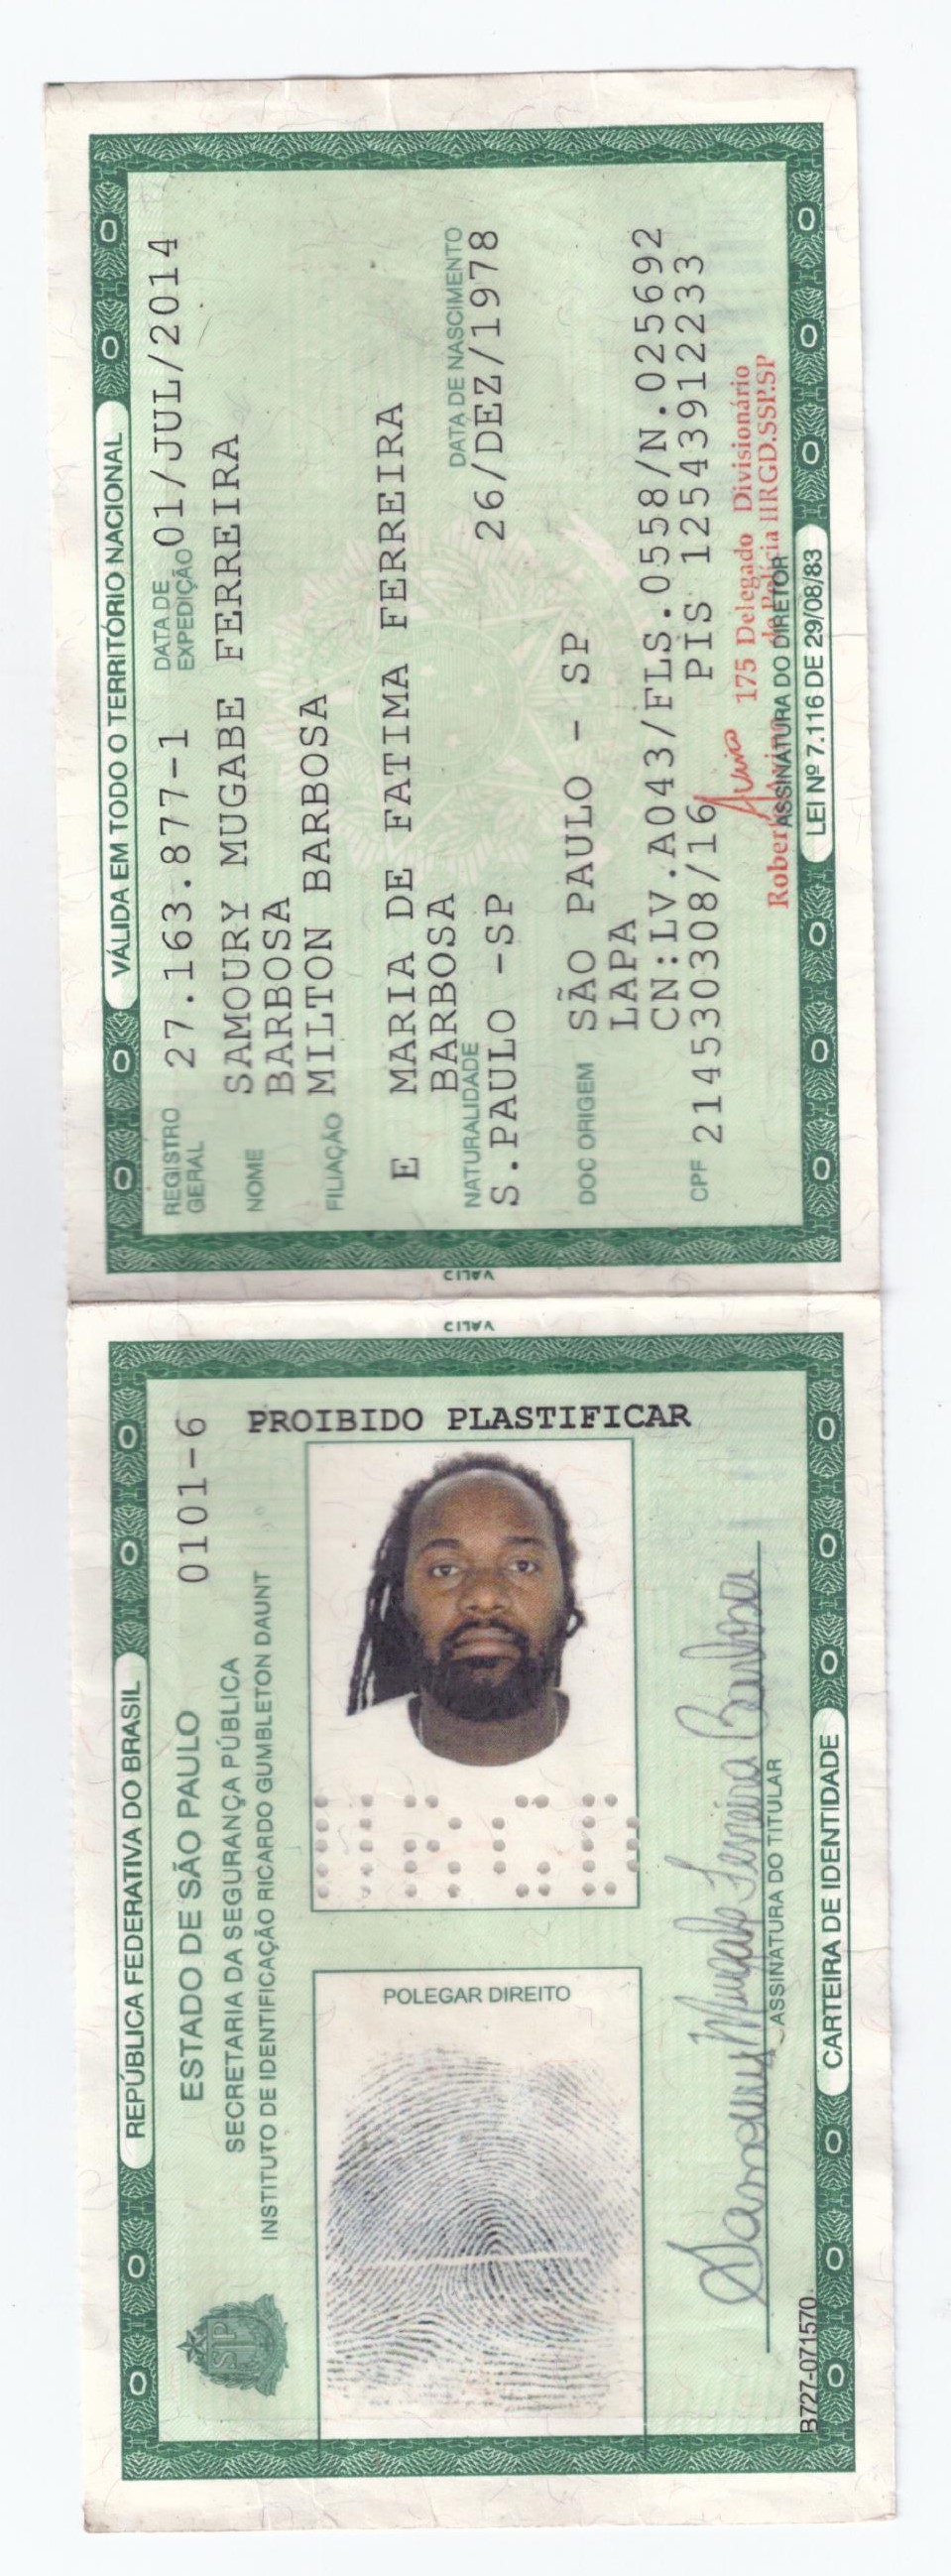 VÁLIDA EM TODO O TERRITÓRIO NACIONAL
REGISTRO GERAL 27.163.877-1 DATA DE EXPEDIÇÃO 01/JUL/2014
NOME SAMOURY MUGABE FERREIRA
BARBOSA
FILIAÇÃO MILTON BARBOSA
E MARIA DE FATIMA FERREIRA
BARBOSA
NATURALIDADE DATA DE NASCIMENTO
S.PAULO -SP 26/DEZ/1978
DOC ORIGEM SÃO PAULO - SP
LAPA
CN:LV.A043/FLS.0558/N.025692
CPF 214530308/16 PIS 12543912233
175 Delegado Divisionário
de Polícia IIRGD.SSP.SP
ASSINATURA DO DIRETOR
LEI Nº 7.116 DE 29/08/83
VALID
VALID
REPÚBLICA FEDERATIVA DO BRASIL
ESTADO DE SÃO PAULO 0101-6
SECRETARIA DA SEGURANÇA PÚBLICA
INSTITUTO DE IDENTIFICAÇÃO RICARDO GUMBLETON DAUNT
PROIBIDO PLASTIFICAR
POLEGAR DIREITO
Samoury Mugabe Ferreira Barbosa
ASSINATURA DO TITULAR
B727-071570
CARTEIRA DE IDENTIDADE